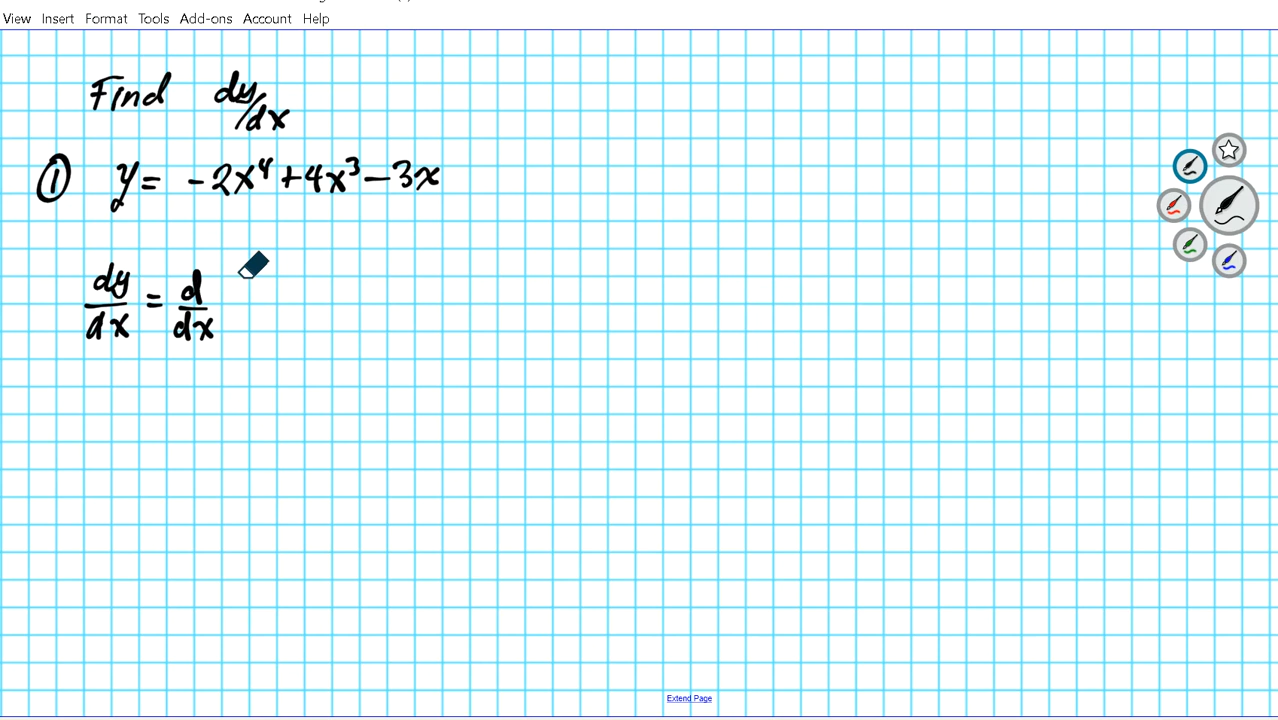 View Insert Format Tools Add-ons Account Help
Find dy/dx
① y = -2x⁴ + 4x³ - 3x
dy/dx = d/dx
Extend Page